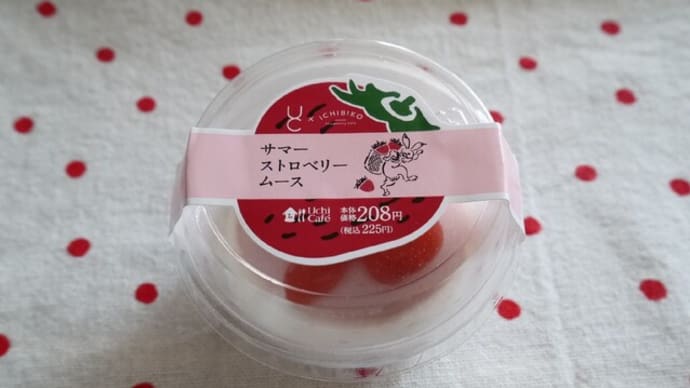 UC × ICHIBIKO
サマー
ストロベリー
ムース
Uchi Café
本体価格208円
(税込225円)